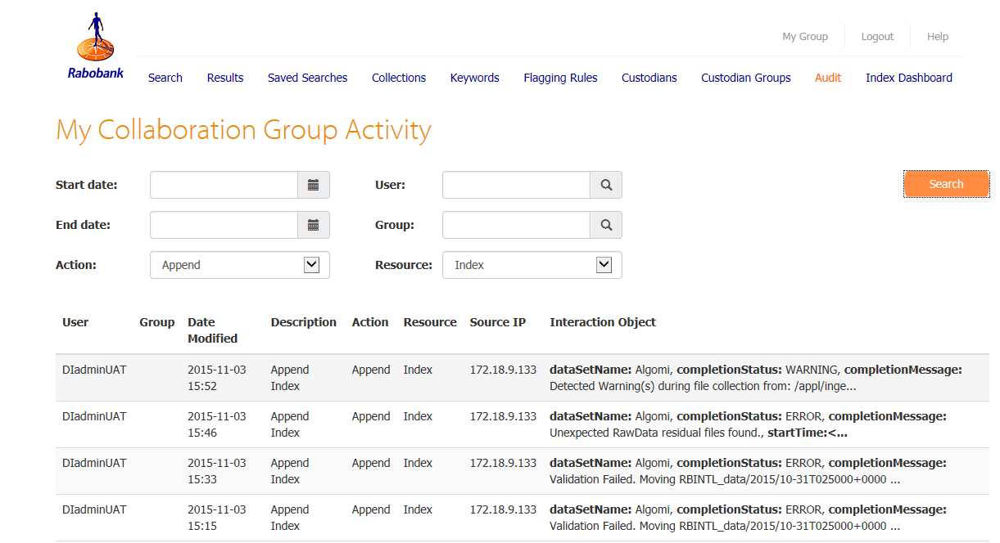 My Group Logout Help
Rabobank
Search Results Saved Searches Collections Keywords Flagging Rules Custodians Custodian Groups Audit Index Dashboard
My Collaboration Group Activity
Start date: User: Search
End date: Group:
Action: Append Resource: Index
User Group Date Description Action Resource Source IP Interaction Object
Modified
DIadminUAT 2015-11-03 Append Append Index 172.18.9.133 dataSetName: Algomi, completionStatus: WARNING, completionMessage:
15:52 Index Detected Warning(s) during file collection from: /appl/inge...
DIadminUAT 2015-11-03 Append Append Index 172.18.9.133 dataSetName: Algomi, completionStatus: ERROR, completionMessage:
15:46 Index Unexpected RawData residual files found., startTime:<...
DIadminUAT 2015-11-03 Append Append Index 172.18.9.133 dataSetName: Algomi, completionStatus: ERROR, completionMessage:
15:33 Index Validation Failed. Moving RBINTL_data/2015/10-31T025000+0000 ...
DIadminUAT 2015-11-03 Append Append Index 172.18.9.133 dataSetName: Algomi, completionStatus: ERROR, completionMessage:
15:15 Index Validation Failed. Moving RBINTL_data/2015/10-31T025000+0000 ...